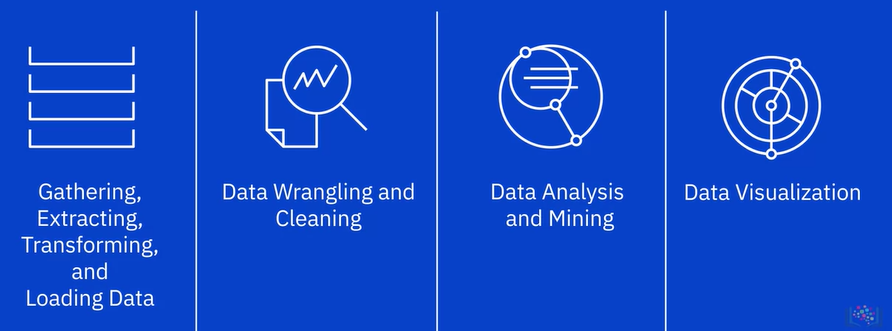 Gathering,
Extracting,
Transforming,
and
Loading Data
Data Wrangling and
Cleaning
Data Analysis
and Mining
Data Visualization